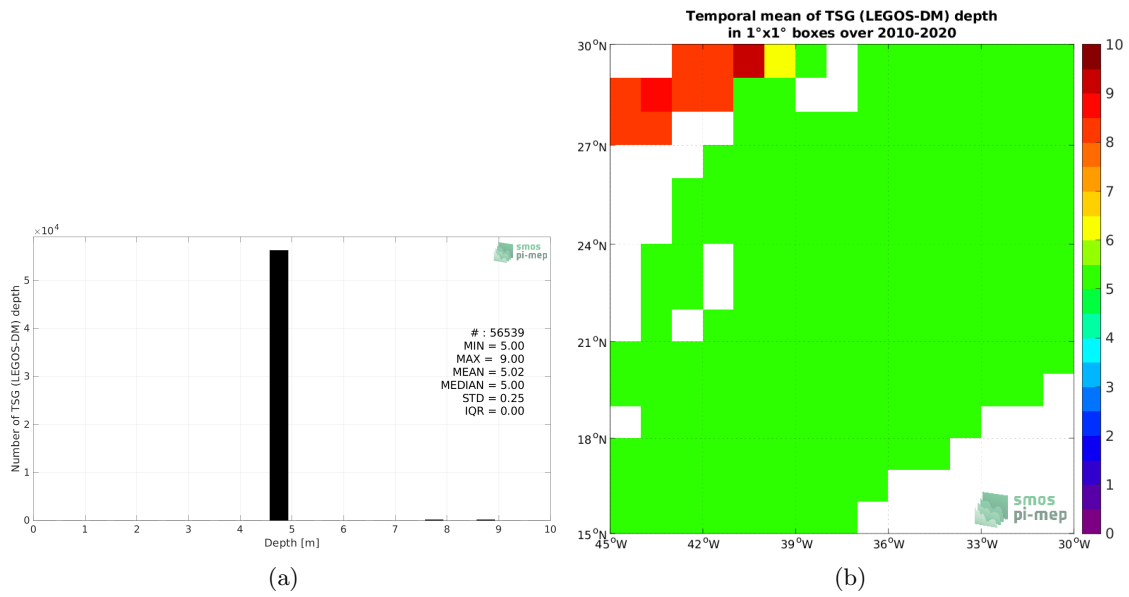 ×10⁴
5
4
3
2
1
0
0 1 2 3 4 5 6 7 8 9 10
Number of TSG (LEGOS-DM) depth
Depth [m]
smos
pi-mep
# : 56539
MIN = 5.00
MAX = 9.00
MEAN = 5.02
MEDIAN = 5.00
STD = 0.25
IQR = 0.00
(a)
Temporal mean of TSG (LEGOS-DM) depth
in 1°x1° boxes over 2010-2020
30°N
27°N
24°N
21°N
18°N
15°N
45°W 42°W 39°W 36°W 33°W 30°W
smos
pi-mep
10
9
8
7
6
5
4
3
2
1
0
(b)